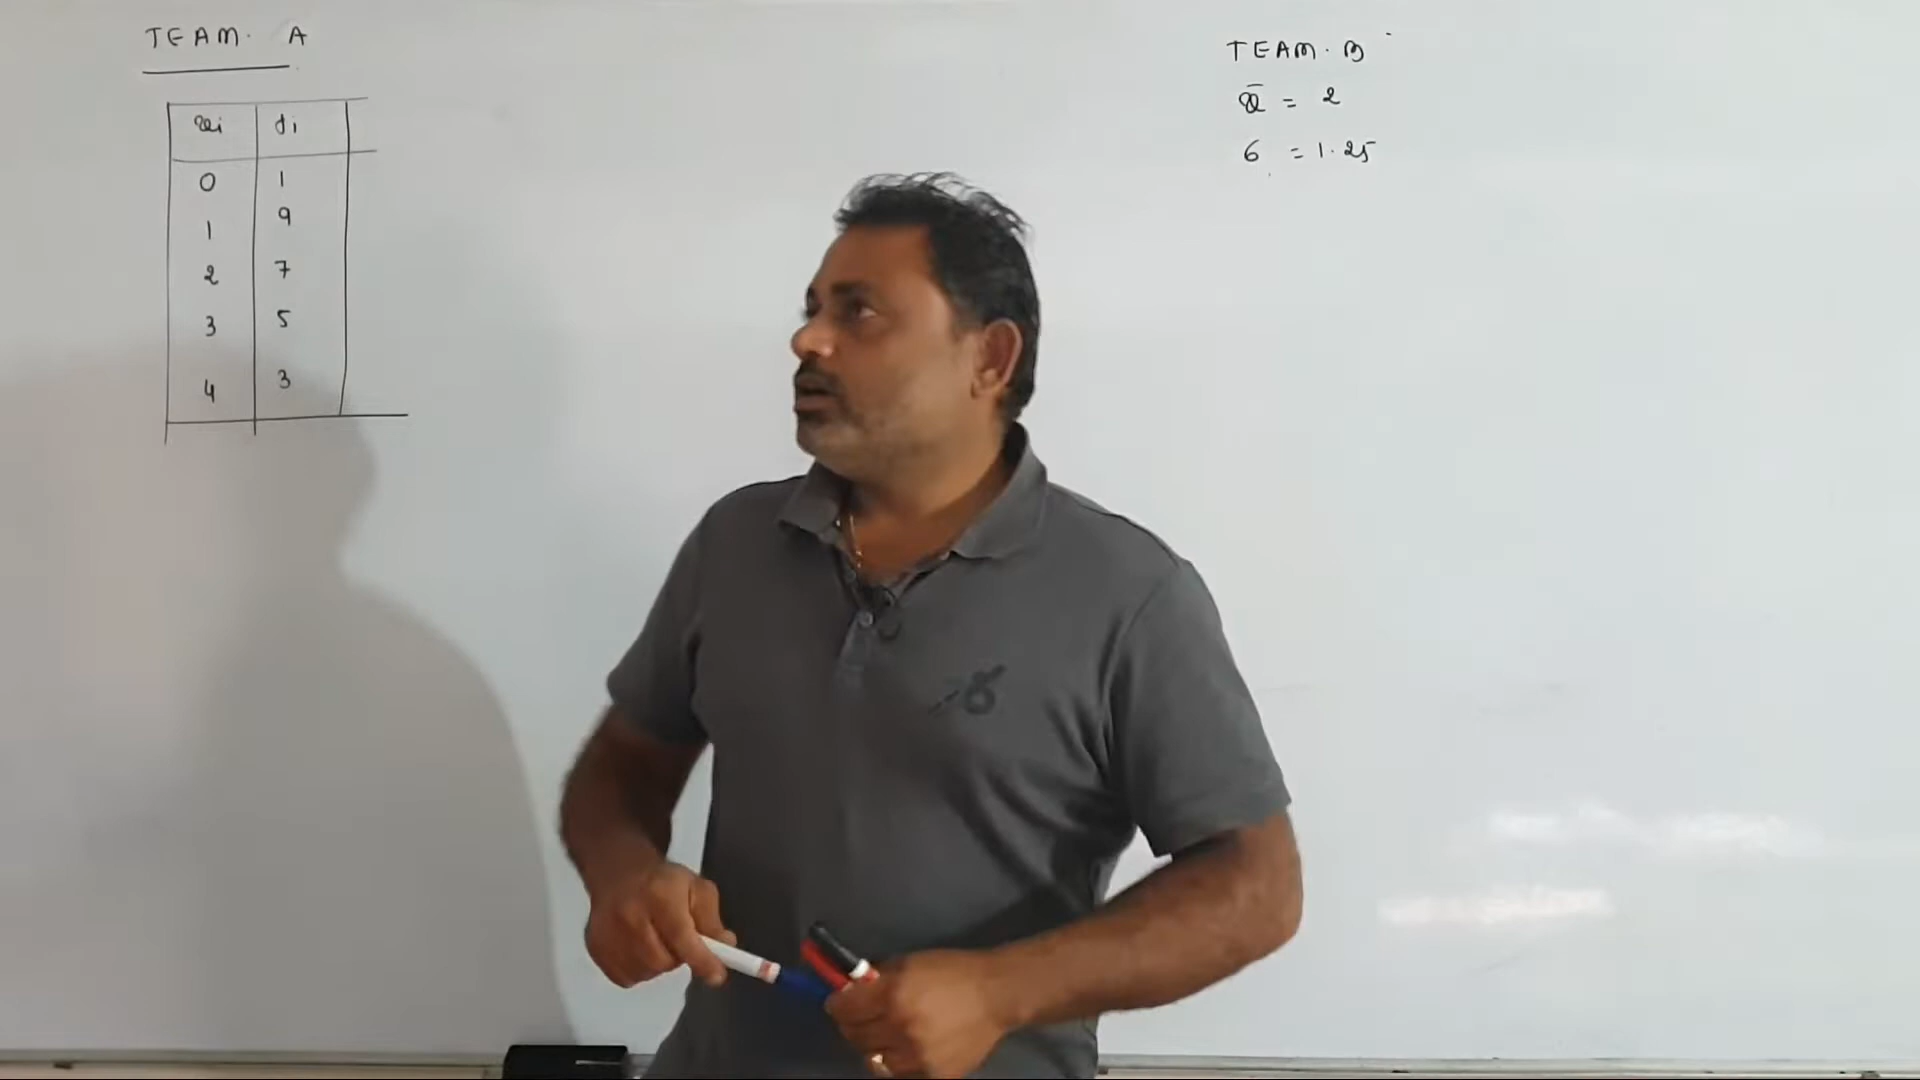 TEAM. A
xi fi
0 1
1 9
2 7
3 5
4 3
TEAM. B
x̄ = 2
σ = 1.25